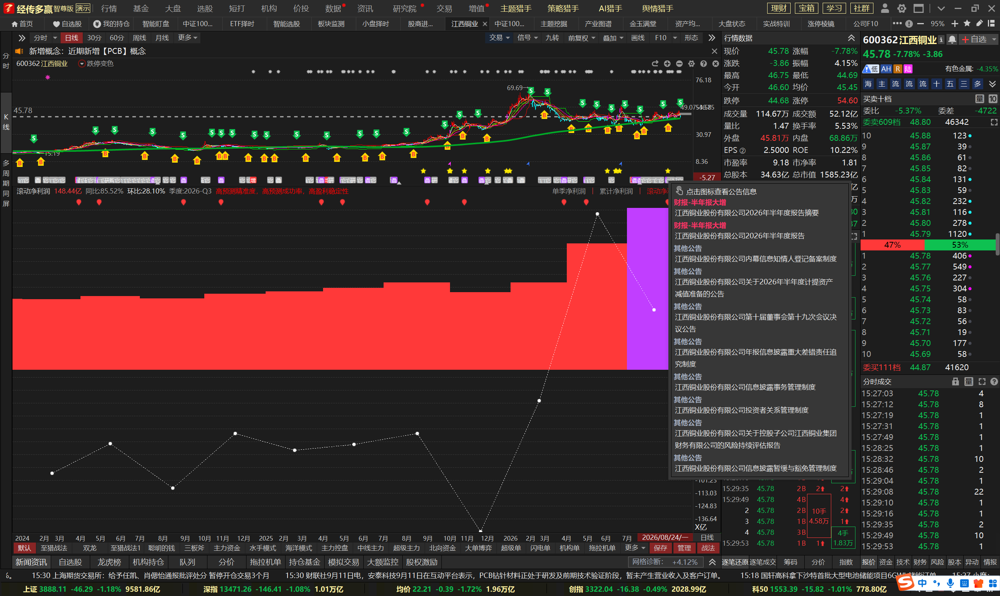 经传多赢 智尊版 演示 行情 基金 大盘 选股 短打 机构 价投 数据 资讯 研究院 交易 增值 主题猎手 策略猎手 AI猎手 舆情猎手 理财 宝箱 学习 社群
首页 自选股 我的持仓 智能盯盘 中证100... ETF择时 智能选股 板块监测 小盘择时 股商进... 江西铜业 中证100... 主题挖掘 产业图谱 金玉满堂 资产均... 大盘状态 实战特训 涨停棱镜 公司F10 95%
分时 日线 30分 60分 周线 月线 更多 交易 信号 九转 前复权 叠加 画线 F10 形态
新增概念：近期新增【PCB】概念
600362 江西铜业 跌停变色
分时
K线
多周期同屏
76.18
69.69
45.78
30.97
15.19
8.36
-5.27
滚动净利润 148.44亿 同比:85.52% 环比:28.10% 季度:2026-Q3 高预测精准度，高预测成功率，高盈利稳定性 单季净利润 累计净利润
点击图标查看公告信息
财报-半年报大增
江西铜业股份有限公司2026年半年度报告摘要
财报-半年报大增
江西铜业股份有限公司2026年半年度报告
其他公告
江西铜业股份有限公司内幕信息知情人登记备案制度
其他公告
江西铜业股份有限公司关于2026年半年度计提资产
减值准备的公告
其他公告
江西铜业股份有限公司第十届董事会第十九次会议决
议公告
其他公告
江西铜业股份有限公司年报信息披露重大差错责任追
究制度
其他公告
江西铜业股份有限公司信息披露事务管理制度
其他公告
江西铜业股份有限公司投资者关系管理制度
其他公告
江西铜业股份有限公司关于控股子公司江西铜业集团
财务有限公司的风险持续评估报告
其他公告
江西铜业股份有限公司信息披露暂缓与豁免管理制度
-113.03
-124.83
-136.64
X亿
2024 2月 3月 4月 5月 6月 7月 8月 9月 10月 11月 12月 2025 2月 3月 4月 5月 6月 7月 8月 9月 10月 11月 12月 2026 2月 3月 4月 5月 6月 7月 2026/08/24/一 日线
默认 至猎战法 双龙 至猎战法1 聪明的钱 三板斧 主力资金 水手模式 海洋模式 主力控盘 中线主力 超级主力 北向资金 大单博弈 超级单 闪电单 机构单 拖拉机单 更多 保存 管理 战法
新闻资讯 自选股 龙虎榜 机构持仓 队列 分价 拖拉机单 持仓基金 模拟交易 大额监控 股权激励 网格诊断： +4.12%
行情数据
现价 45.78 涨幅 -7.78%
涨跌 -3.86 振幅 4.15%
最高 46.75 最低 44.69
今开 46.60 均价 45.45
跌停 44.68 涨停 54.60
成交量 114.67万 成交额 52.12亿
量比 1.47 换手率 5.53%
外盘 45.81万 内盘 68.86万
EPS ② 2.5000 ROE 10.22%
市盈率 9.18 市净率 1.81
总股本 34.63亿 总市值 1585.23亿
15:29:35 45.78 2B 2 2
15:29:49 45.78 4B 4
2 45.78 2B 10手 2
3 45.78 1B 4.58万 1
4 45.78 3B 4手
15:29:53 45.78 1B 1 1.83万
逐笔还原 逐笔成交 筹码 分价 指数
600362 江西铜业 自选
45.78 -7.78% -3.86
低 AH R 陆 有色金属: -4.35%
海 主 流 流 流 十 五 三 多
买卖十档 量 10
委比 -5.37% 委差 -4722
委卖609档 48.80 46342
10 45.88 123
9 45.87 39
8 45.86 61
7 45.85 82
6 45.84 131
5 45.83 59
4 45.82 232
3 45.81 116
2 45.80 278
1 45.79 1120
47% 53%
1 45.78 406
2 45.77 549
3 45.76 227
4 45.75 304
5 45.74 58
6 45.73 83
7 45.72 56
8 45.71 19
9 45.70 177
10 45.69 58
委买111档 44.87 41620
分时成交 量
15:27:03 45.78 4
15:27:12 45.78 8
15:27:19 45.78 1
15:27:31 45.78 1
15:27:49 45.78 1
15:28:25 45.78 1
15:28:32 45.78 10
15:28:46 45.78 2
15:29:04 45.78 1
15:29:08 45.78 22
15:29:10 45.78 1
15:29:16 45.78 1
15:29:35 45.78 2
15:29:49 45.78 10
15:29:53 45.78 1
报价 资金 技术 财务 风险 股本 异动 情报
15:30 上海期货交易所：给予任凯、肖偲怡通报批评处分 暂停开仓交易3个月 15:30 财联社9月11日电，安泰科技9月11日在互动平台表示，PCB钻针材料正处于研发及前期技术验证阶段，暂未产生营业收入及客户订单。 15:18 国轩高科拿下沙特首批大型电池储能项目
上证 3888.11 -46.29 -1.18% 9581.86亿 深指 13471.26 -146.41 -1.08% 1.01万亿 均价 22.21 -0.39 -1.72% 1.96万亿 创指 3322.04 -16.38 -0.49% 2028.99亿 科50 1553.39 -15.82 -1.01% 778.80亿
中